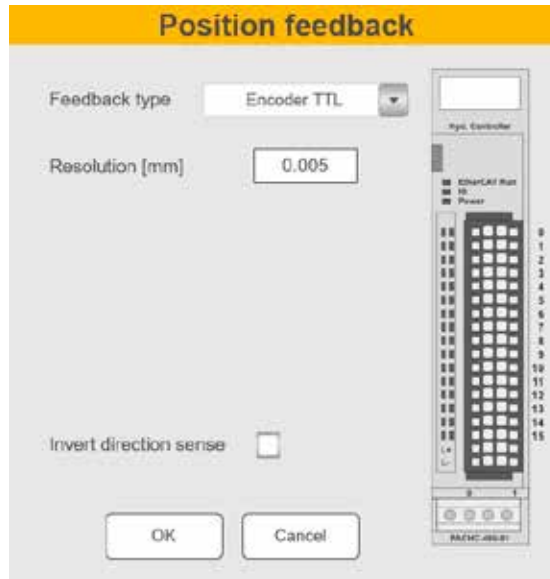 Position feedback
Feedback type
Encoder TTL
Hyd. Controller
Resolution [mm]
0.005
EtherCAT Run
IO
Power
0
1
2
3
4
5
6
7
8
9
10
11
12
13
14
15
L+
L-
Invert direction sense
0 1
OK
Cancel